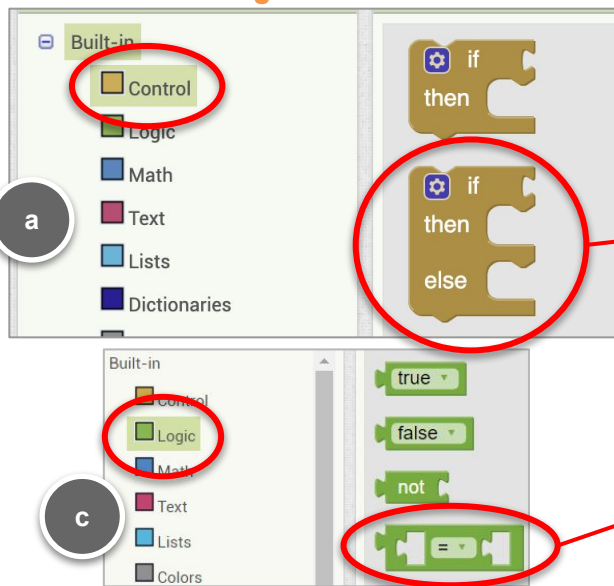 Built-in
Control
Logic
Math
Text
Lists
Dictionaries
a
if
then
if
then
else
Built-in
Control
Logic
Math
Text
Lists
Colors
c
true
false
not
=